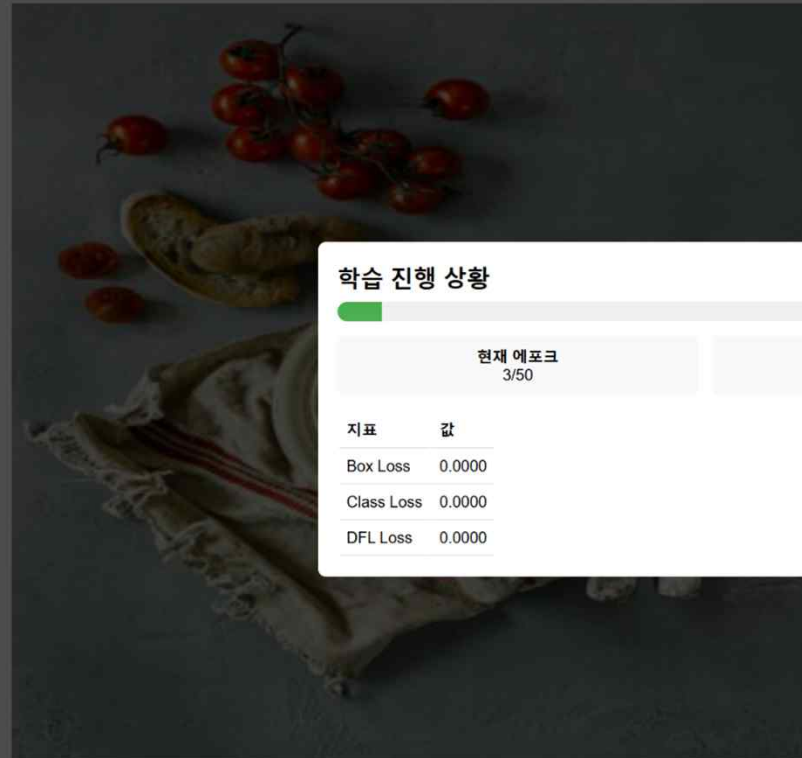 학습 진행 상황
현재 에포크
3/50
지표 값
Box Loss 0.0000
Class Loss 0.0000
DFL Loss 0.0000